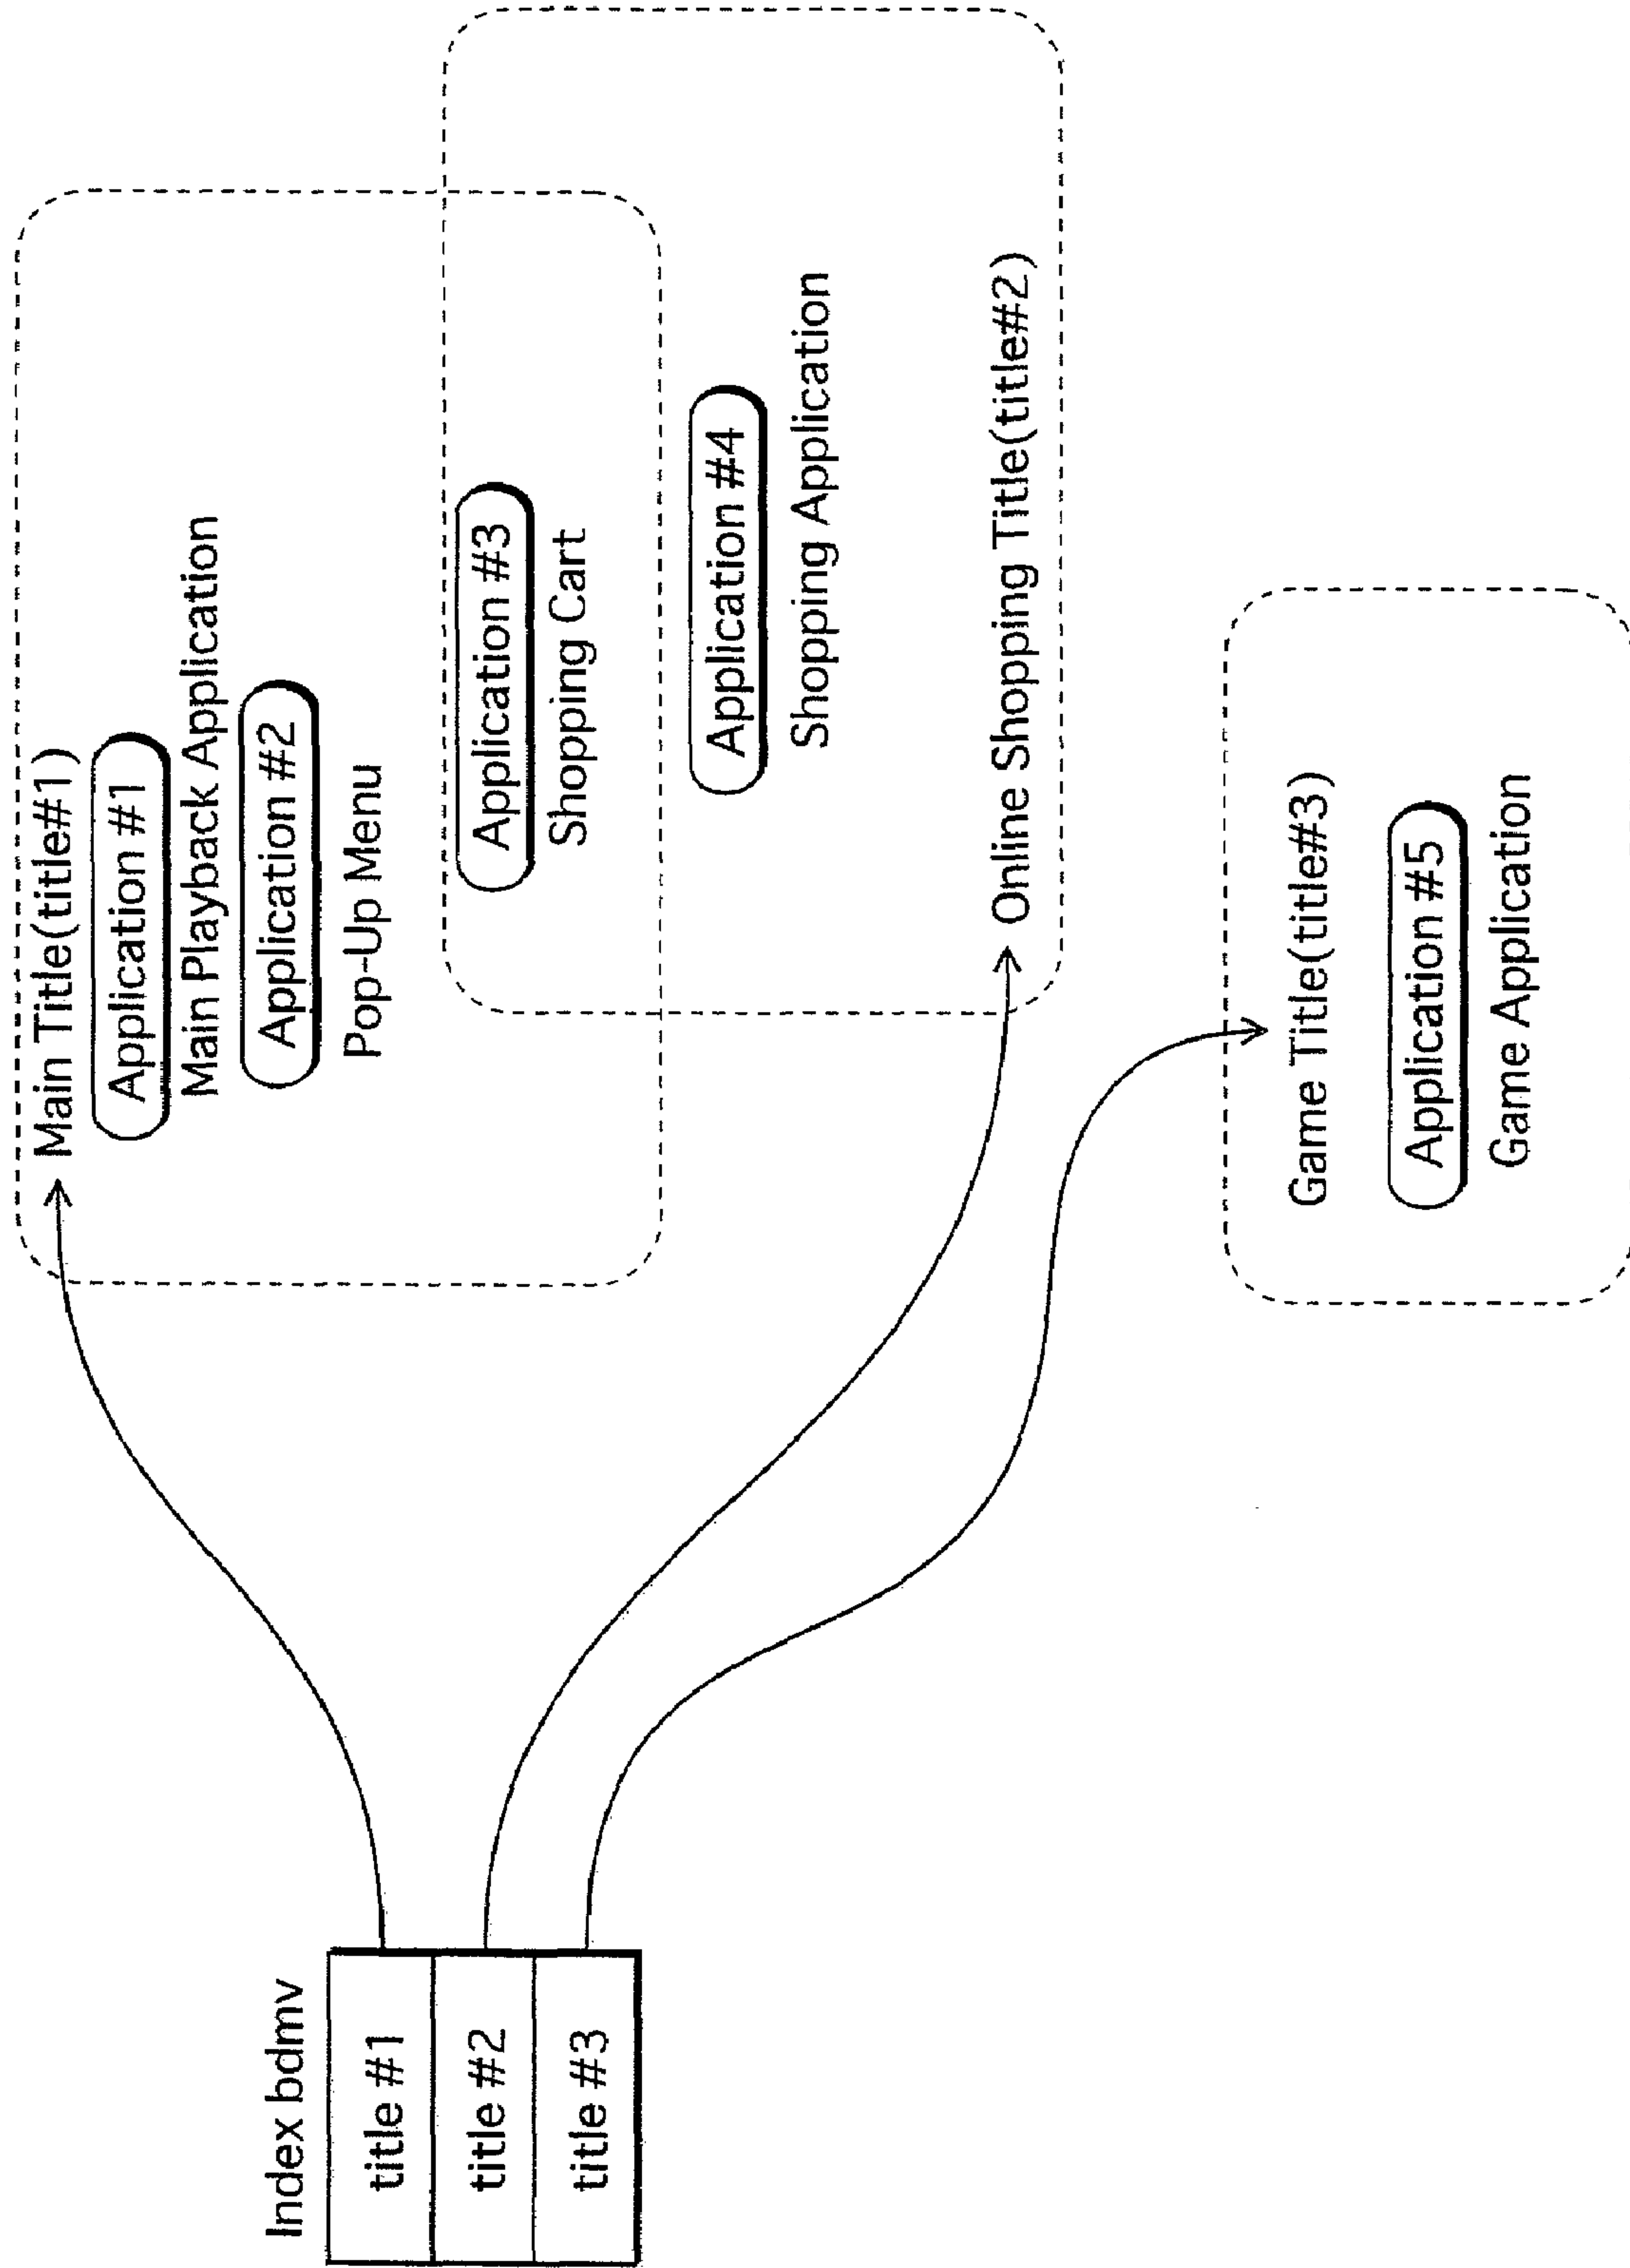 Index bdmv
title #1
title #2
title #3
Main Title(title#1)
Application #1
Main Playback Application
Application #2
Pop-Up Menu
Application #3
Shopping Cart
Application #4
Shopping Application
Online Shopping Title(title#2)
Game Title(title#3)
Application #5
Game Application